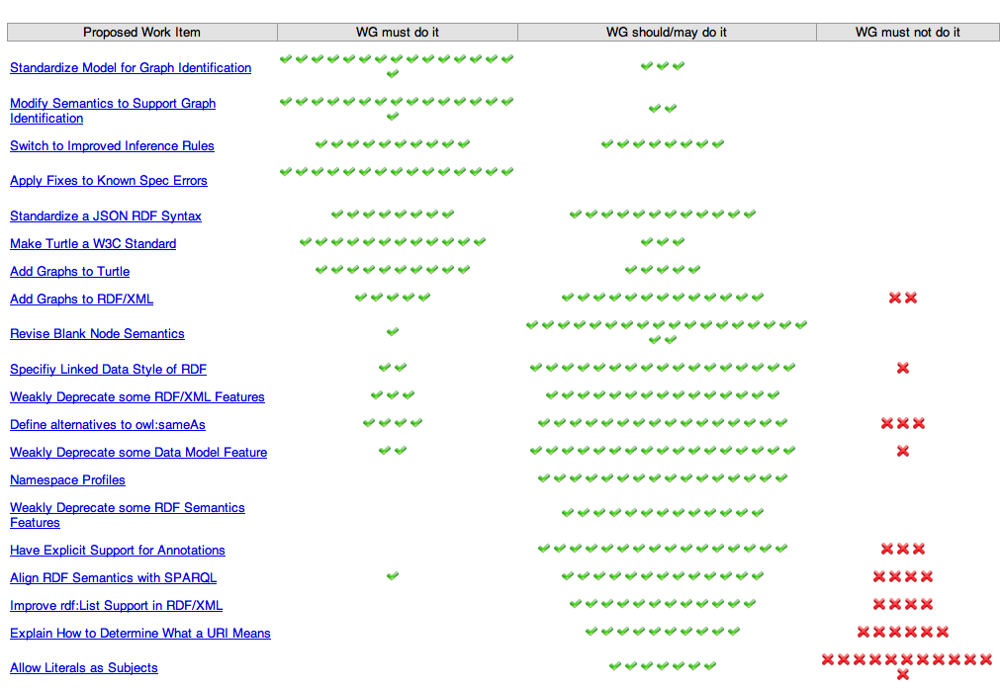 Proposed Work Item WG must do it WG should/may do it WG must not do it
Standardize Model for Graph Identification
Modify Semantics to Support Graph
Identification
Switch to Improved Inference Rules
Apply Fixes to Known Spec Errors
Standardize a JSON RDF Syntax
Make Turtle a W3C Standard
Add Graphs to Turtle
Add Graphs to RDF/XML
Revise Blank Node Semantics
Specifiy Linked Data Style of RDF
Weakly Deprecate some RDF/XML Features
Define alternatives to owl:sameAs
Weakly Deprecate some Data Model Feature
Namespace Profiles
Weakly Deprecate some RDF Semantics
Features
Have Explicit Support for Annotations
Align RDF Semantics with SPARQL
Improve rdf:List Support in RDF/XML
Explain How to Determine What a URI Means
Allow Literals as Subjects